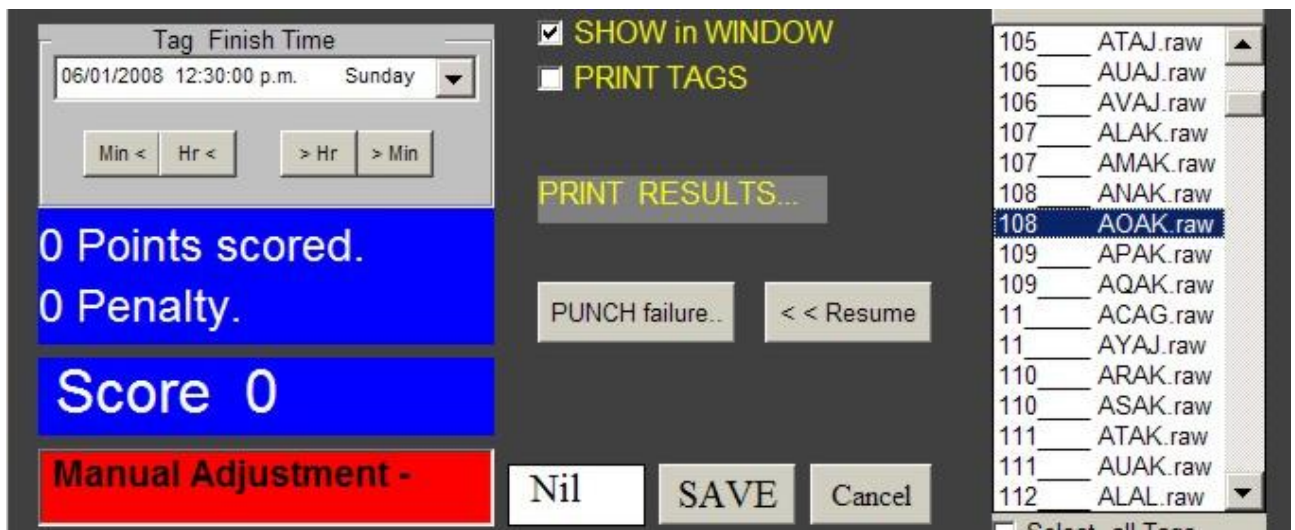 Tag Finish Time
06/01/2008 12:30:00 p.m. Sunday
Min < Hr < > Hr > Min
0 Points scored.
0 Penalty.
Score 0
Manual Adjustment -
SHOW in WINDOW
PRINT TAGS
PRINT RESULTS...
PUNCH failure.. < < Resume
Nil SAVE Cancel
105____ ATAJ.raw
106____ AUAJ.raw
106____ AVAJ.raw
107____ ALAK.raw
107____ AMAK.raw
108____ ANAK.raw
108____ AOAK.raw
109____ APAK.raw
109____ AQAK.raw
11____ ACAG.raw
11____ AYAJ.raw
110____ ARAK.raw
110____ ASAK.raw
111____ ATAK.raw
111____ AUAK.raw
112____ ALAL.raw
Select all Tags